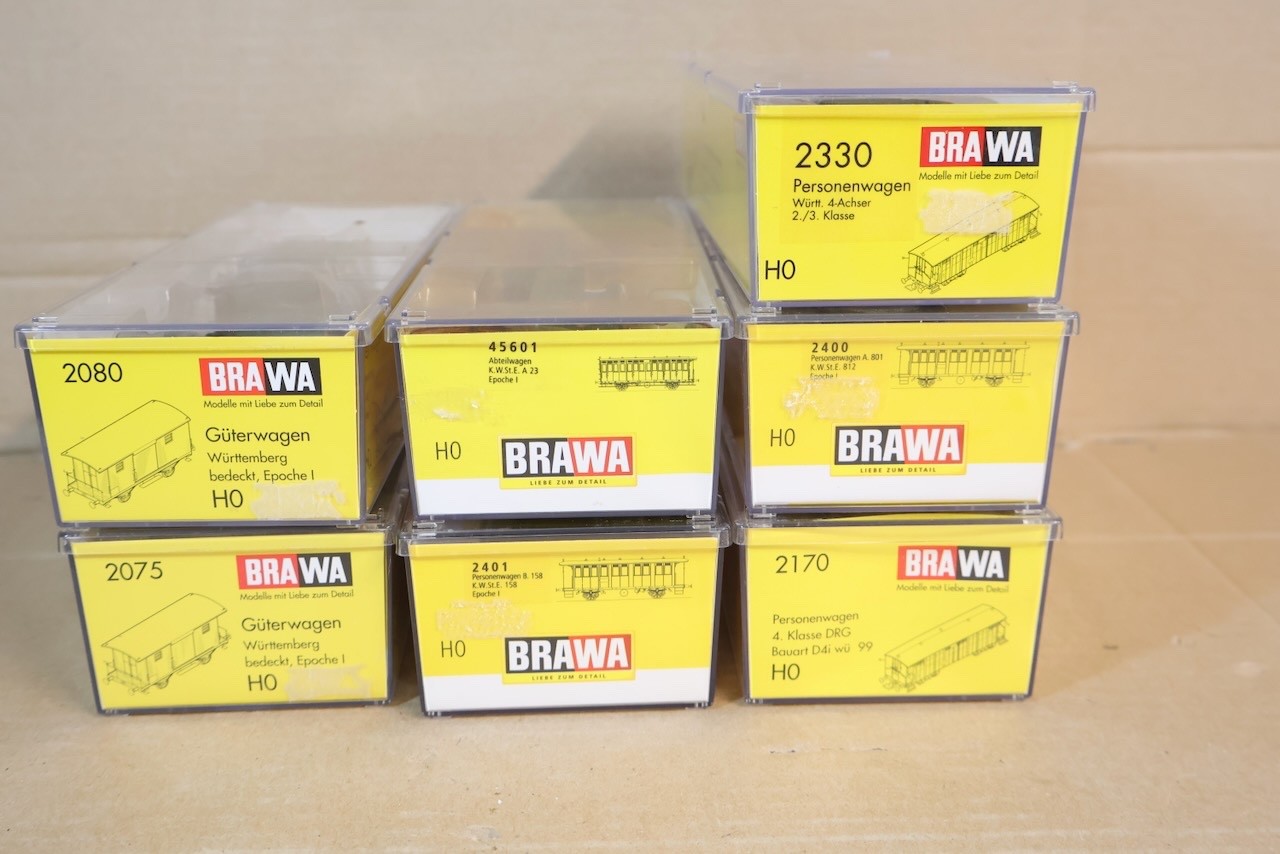 2330
BRAWA
Modelle mit Liebe zum Detail
Personenwagen
Württ. 4-Achser
2./3. Klasse
H0
2080
BRAWA
Modelle mit Liebe zum Detail
Güterwagen
Württemberg
bedeckt, Epoche I
H0
45601
Abteilwagen
K.W.St.E. A 23
Epoche I
H0
BRAWA
LIEBE ZUM DETAIL
2400
Personenwagen A. 801
K.W.St.E. 812
Epoche I
H0
BRAWA
LIEBE ZUM DETAIL
2075
BRAWA
Modelle mit Liebe zum Detail
Güterwagen
Württemberg
bedeckt, Epoche I
H0
2401
Personenwagen B. 158
K.W.St.E. 158
Epoche I
H0
BRAWA
LIEBE ZUM DETAIL
2170
BRAWA
Modelle mit Liebe zum Detail
Personenwagen
4. Klasse DRG
Bauart D4i wü 99
H0